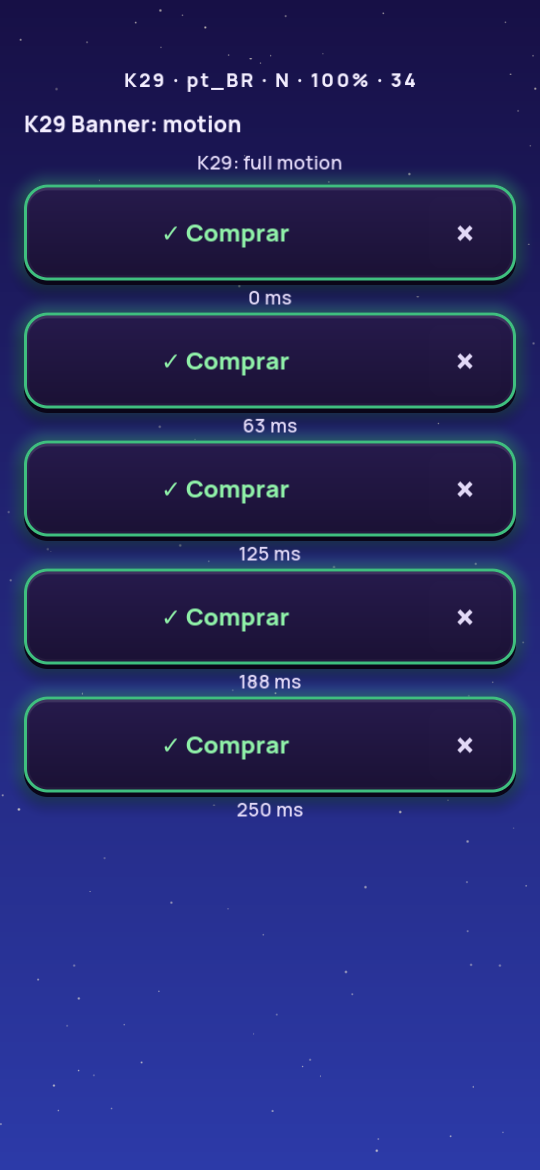 K29 · pt_BR · N · 100% · 34
K29 Banner: motion
K29: full motion
✓ Comprar ×
0 ms
✓ Comprar ×
63 ms
✓ Comprar ×
125 ms
✓ Comprar ×
188 ms
✓ Comprar ×
250 ms